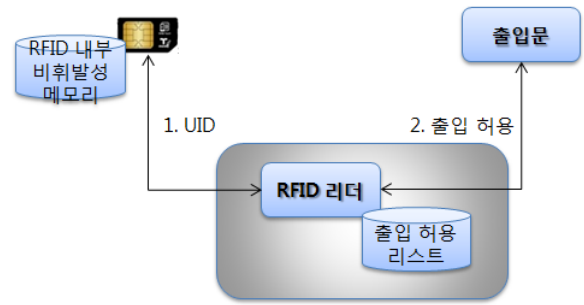 RFID 내부
비휘발성
메모리
출입문
1. UID
2. 출입 허용
RFID 리더
출입 허용
리스트